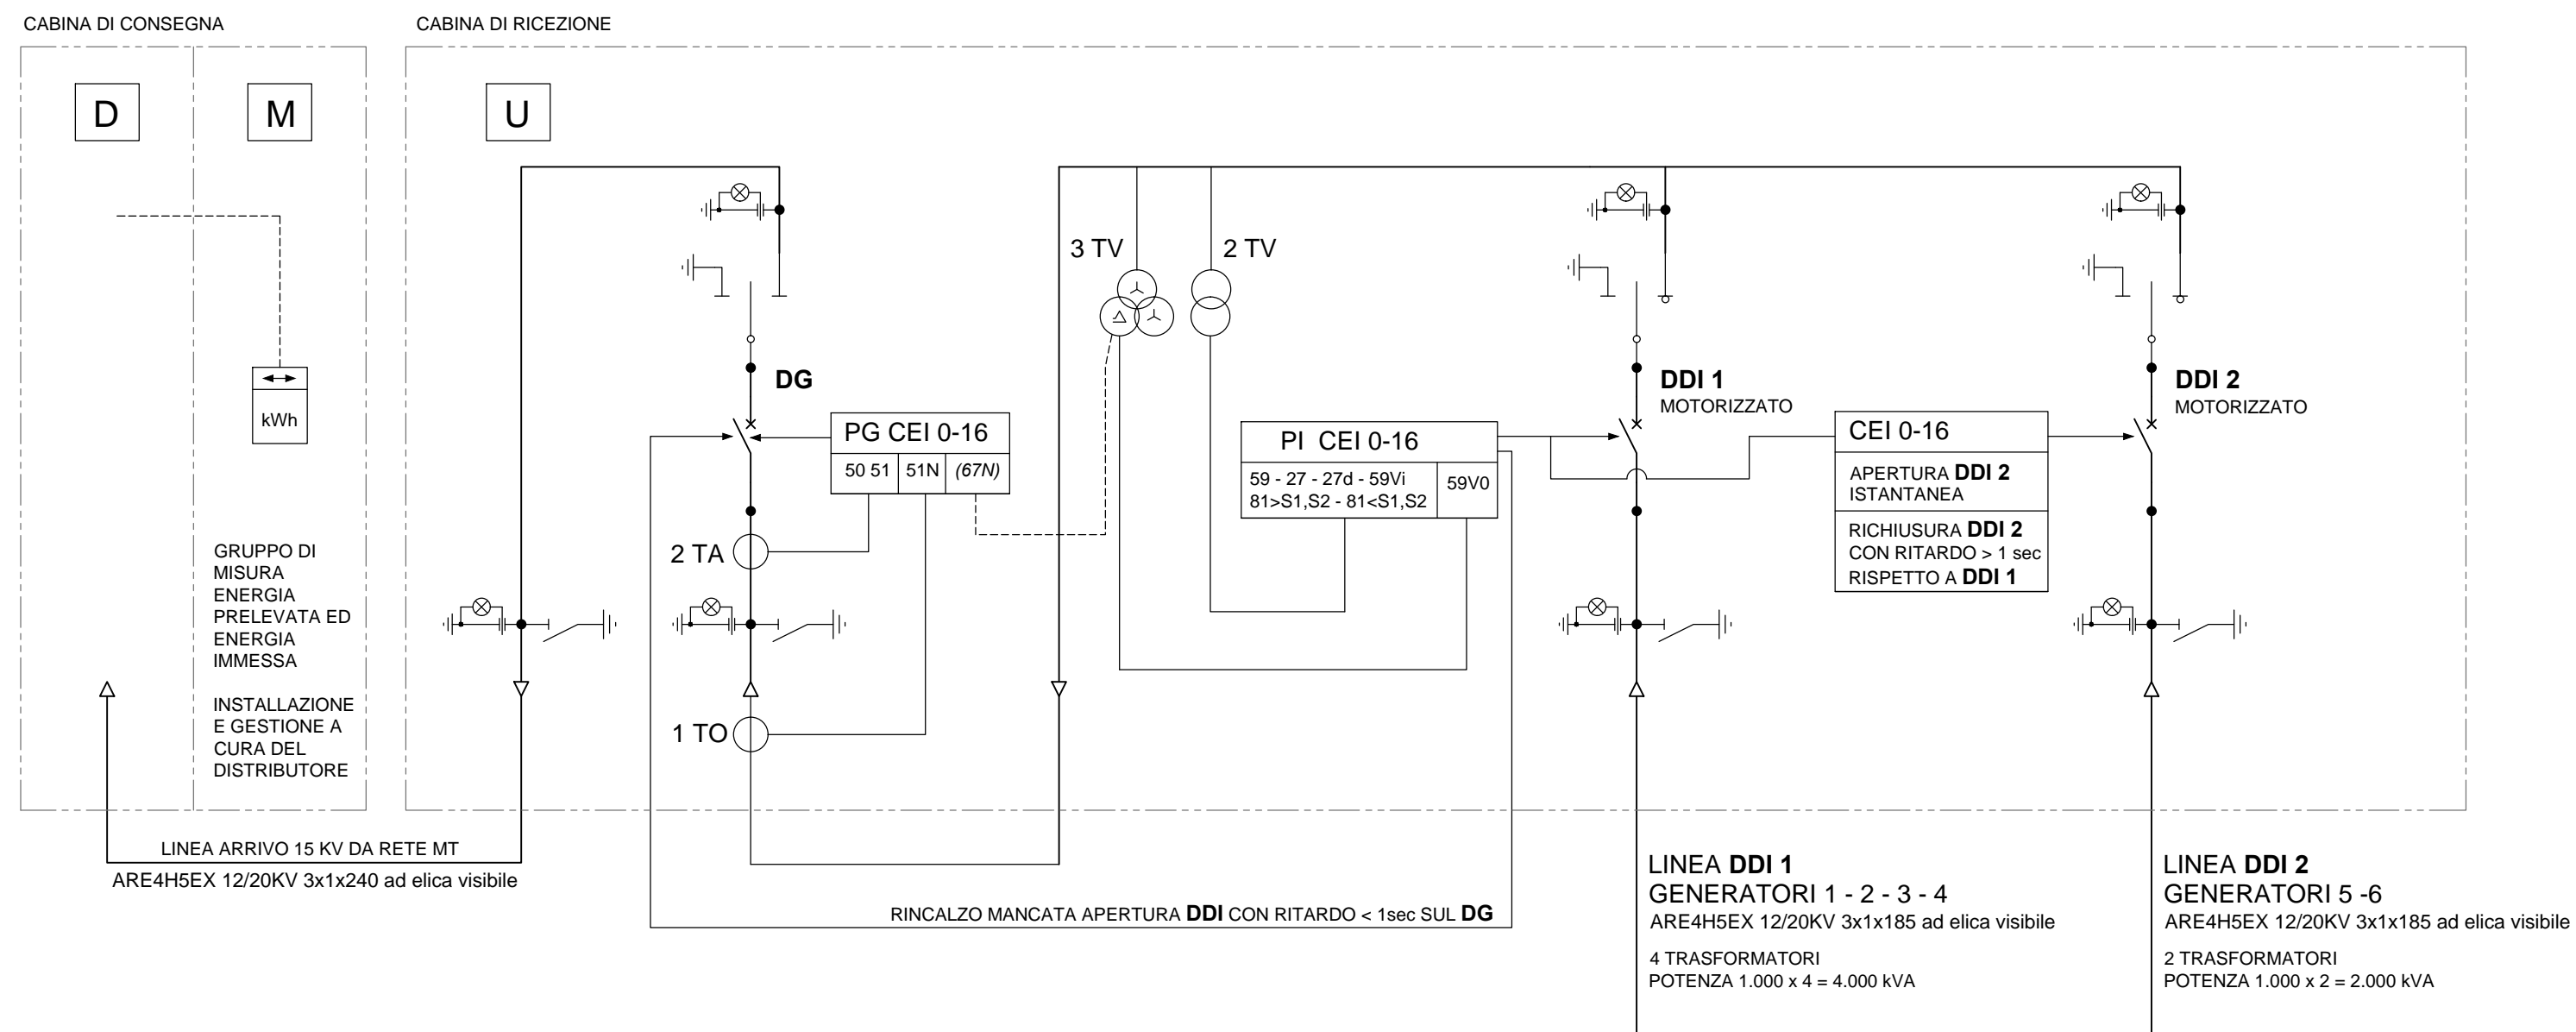 CABINA DI CONSEGNA
CABINA DI RICEZIONE
D
M
U
3 TV
2 TV
DG
DDI 1
MOTORIZZATO
DDI 2
MOTORIZZATO
kWh
PG CEI 0-16
50 51
51N
(67N)
PI CEI 0-16
59 - 27 - 27d - 59Vi
81>S1,S2 - 81<S1,S2
59V0
CEI 0-16
APERTURA DDI 2
ISTANTANEA
RICHIUSURA DDI 2
CON RITARDO > 1 sec
RISPETTO A DDI 1
2 TA
1 TO
GRUPPO DI
MISURA
ENERGIA
PRELEVATA ED
ENERGIA
IMMESSA
INSTALLAZIONE
E GESTIONE A
CURA DEL
DISTRIBUTORE
LINEA ARRIVO 15 KV DA RETE MT
ARE4H5EX 12/20KV 3x1x240 ad elica visibile
RINCALZO MANCATA APERTURA DDI CON RITARDO < 1sec SUL DG
LINEA DDI 1
GENERATORI 1 - 2 - 3 - 4
ARE4H5EX 12/20KV 3x1x185 ad elica visibile
4 TRASFORMATORI
POTENZA 1.000 x 4 = 4.000 kVA
LINEA DDI 2
GENERATORI 5 -6
ARE4H5EX 12/20KV 3x1x185 ad elica visibile
2 TRASFORMATORI
POTENZA 1.000 x 2 = 2.000 kVA